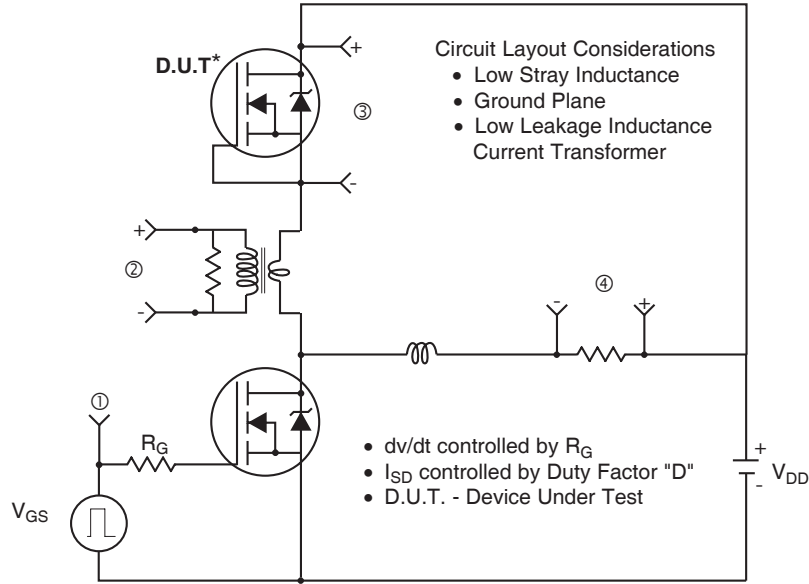 D.U.T*
+
③
-
Circuit Layout Considerations
• Low Stray Inductance
• Ground Plane
• Low Leakage Inductance
Current Transformer
+
②
-
④
-
+
①
R_G
V_GS
• dv/dt controlled by R_G
• I_SD controlled by Duty Factor "D"
• D.U.T. - Device Under Test
+
V_DD
-